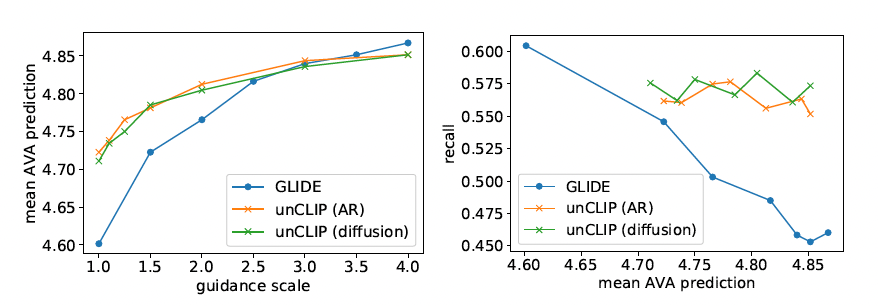 mean AVA prediction
4.85
4.80
4.75
4.70
4.65
4.60
GLIDE
unCLIP (AR)
unCLIP (diffusion)
1.0 1.5 2.0 2.5 3.0 3.5 4.0
guidance scale
recall
0.600
0.575
0.550
0.525
0.500
0.475
0.450
GLIDE
unCLIP (AR)
unCLIP (diffusion)
4.60 4.65 4.70 4.75 4.80 4.85
mean AVA prediction